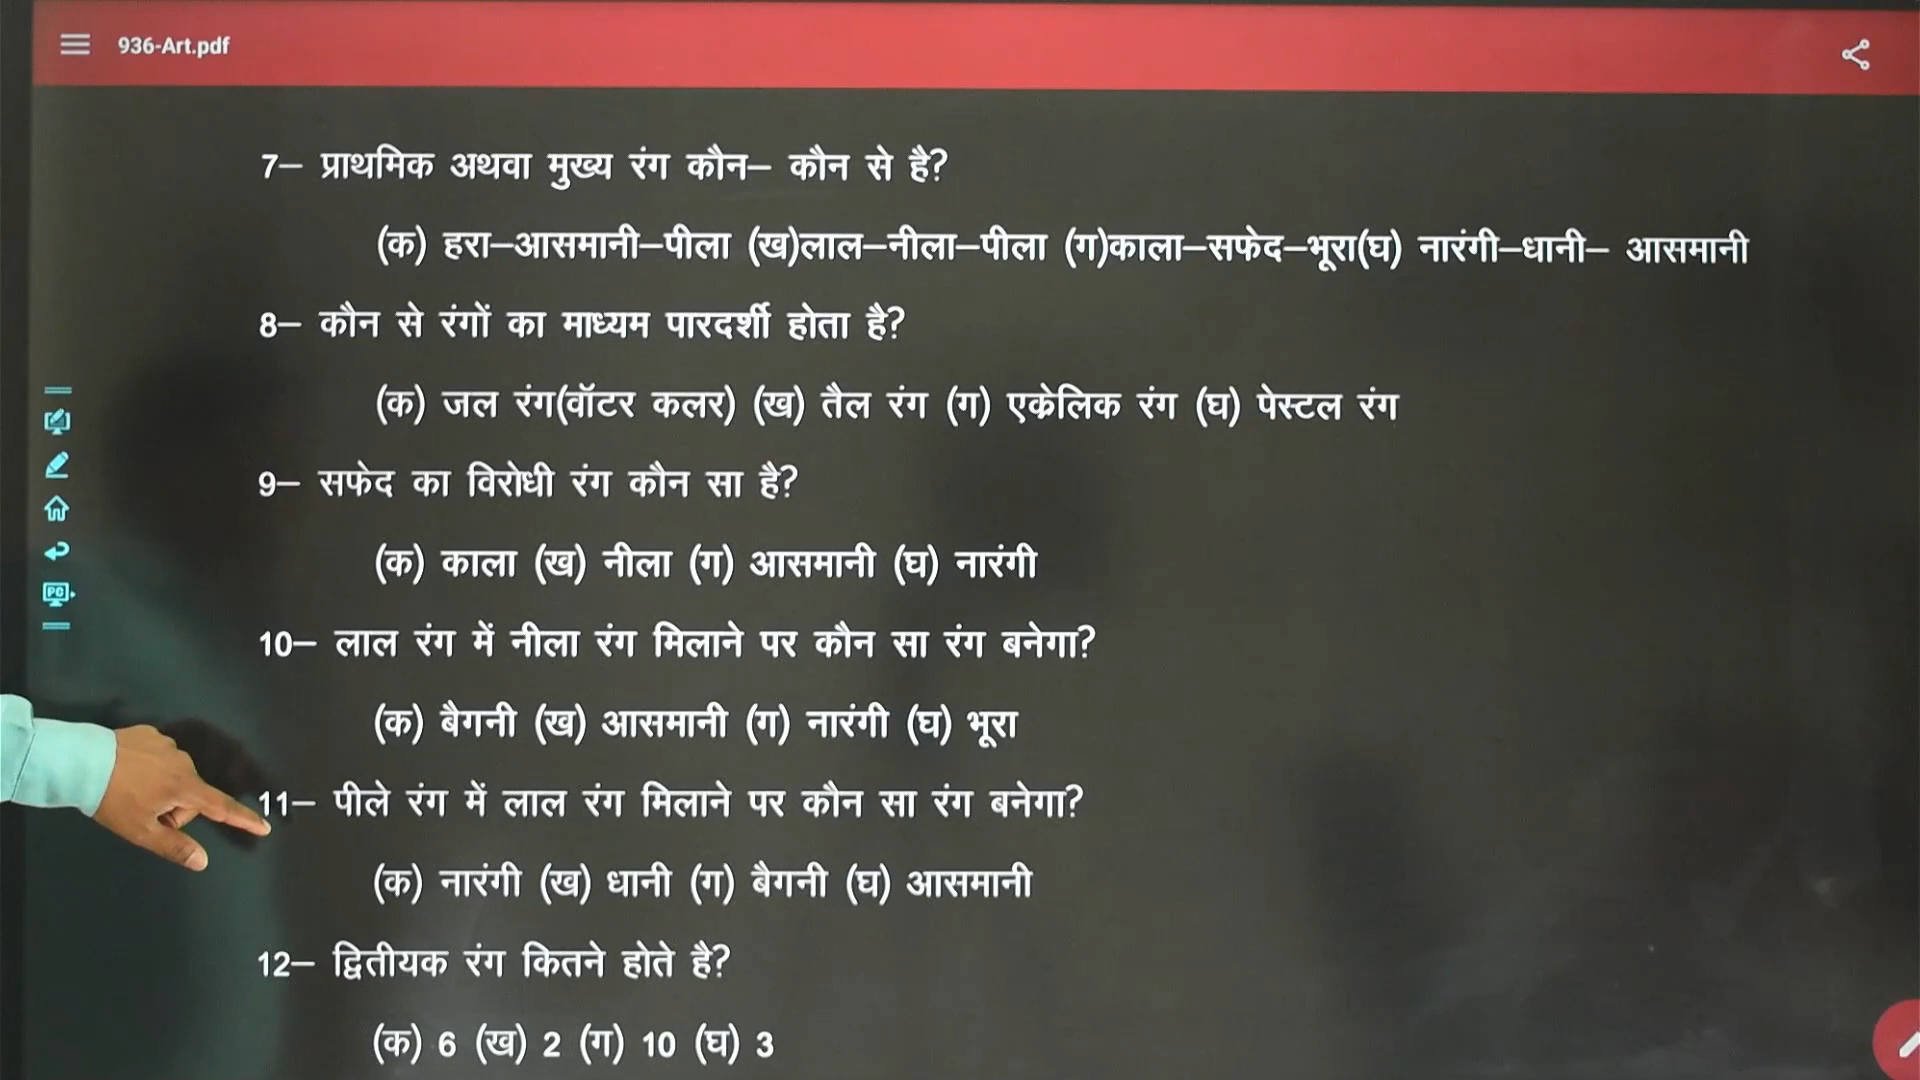 936-Art.pdf
7– प्राथमिक अथवा मुख्य रंग कौन– कौन से है?
(क) हरा–आसमानी–पीला (ख)लाल–नीला–पीला (ग)काला–सफेद–भूरा(घ) नारंगी–धानी– आसमानी
8– कौन से रंगों का माध्यम पारदर्शी होता है?
(क) जल रंग(वॉटर कलर) (ख) तैल रंग (ग) एक्रेलिक रंग (घ) पेस्टल रंग
9– सफेद का विरोधी रंग कौन सा है?
(क) काला (ख) नीला (ग) आसमानी (घ) नारंगी
10– लाल रंग में नीला रंग मिलाने पर कौन सा रंग बनेगा?
(क) बैगनी (ख) आसमानी (ग) नारंगी (घ) भूरा
11– पीले रंग में लाल रंग मिलाने पर कौन सा रंग बनेगा?
(क) नारंगी (ख) धानी (ग) बैगनी (घ) आसमानी
12– द्वितीयक रंग कितने होते है?
(क) 6 (ख) 2 (ग) 10 (घ) 3
PC